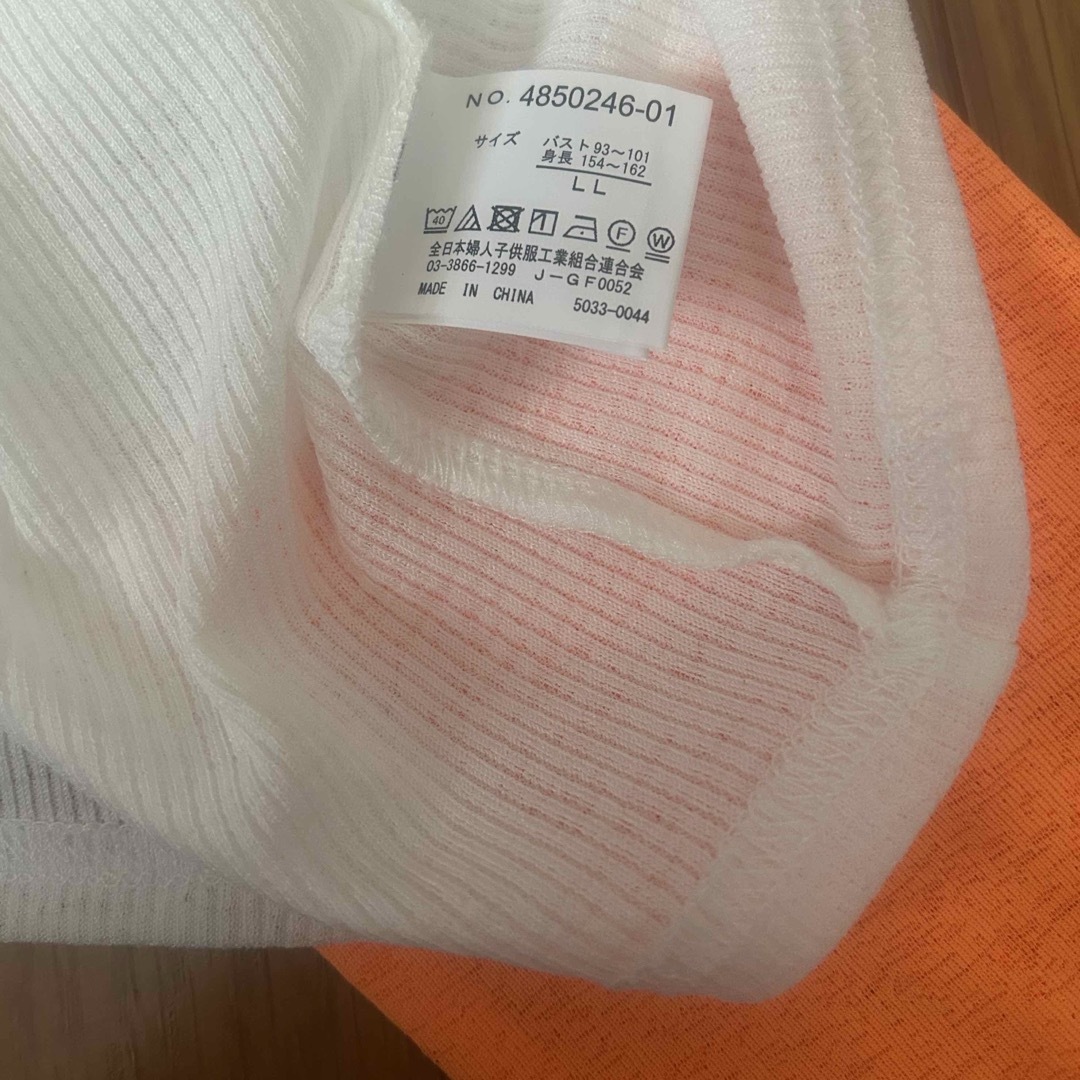 NO. 4850246-01
サイズ バスト 93～101
身長 154～162
LL
40 F W
全日本婦人子供服工業組合連合会
03-3866-1299 J-GF0052
MADE IN CHINA 5033-0044